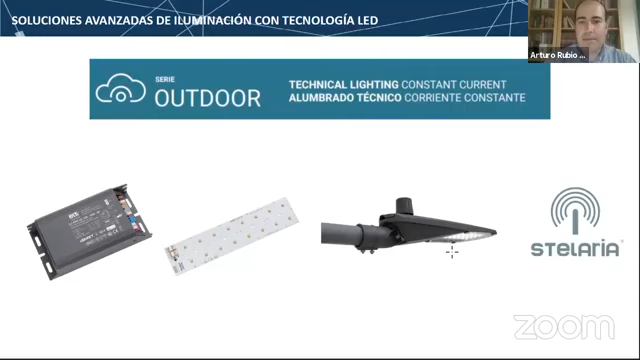 SOLUCIONES AVANZADAS DE ILUMINACIÓN CON TECNOLOGÍA LED
Arturo Rubio ...
SERIE
OUTDOOR
TECHNICAL LIGHTING CONSTANT CURRENT
ALUMBRADO TÉCNICO CORRIENTE CONSTANTE
STELARIA®
zoom